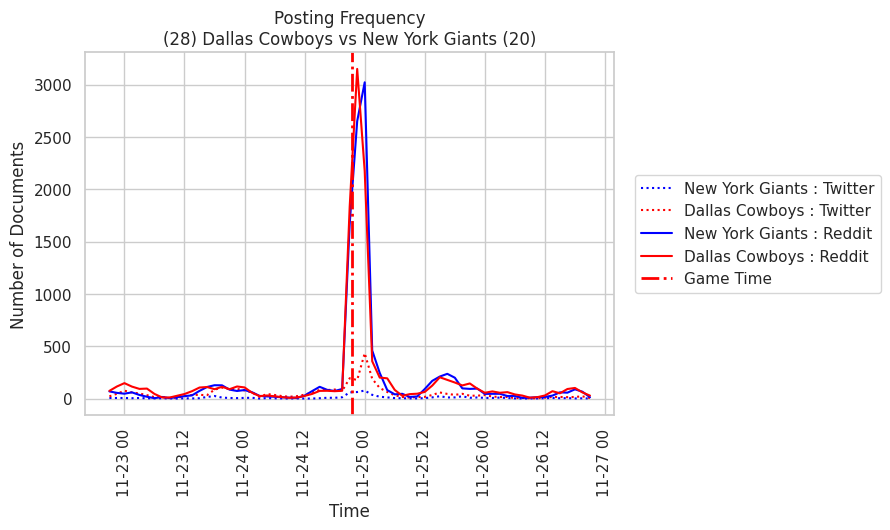 Posting Frequency
(28) Dallas Cowboys vs New York Giants (20)
Number of Documents
3000
2500
2000
1500
1000
500
0
11-23 00
11-23 12
11-24 00
11-24 12
11-25 00
11-25 12
11-26 00
11-26 12
11-27 00
Time
New York Giants : Twitter
Dallas Cowboys : Twitter
New York Giants : Reddit
Dallas Cowboys : Reddit
Game Time